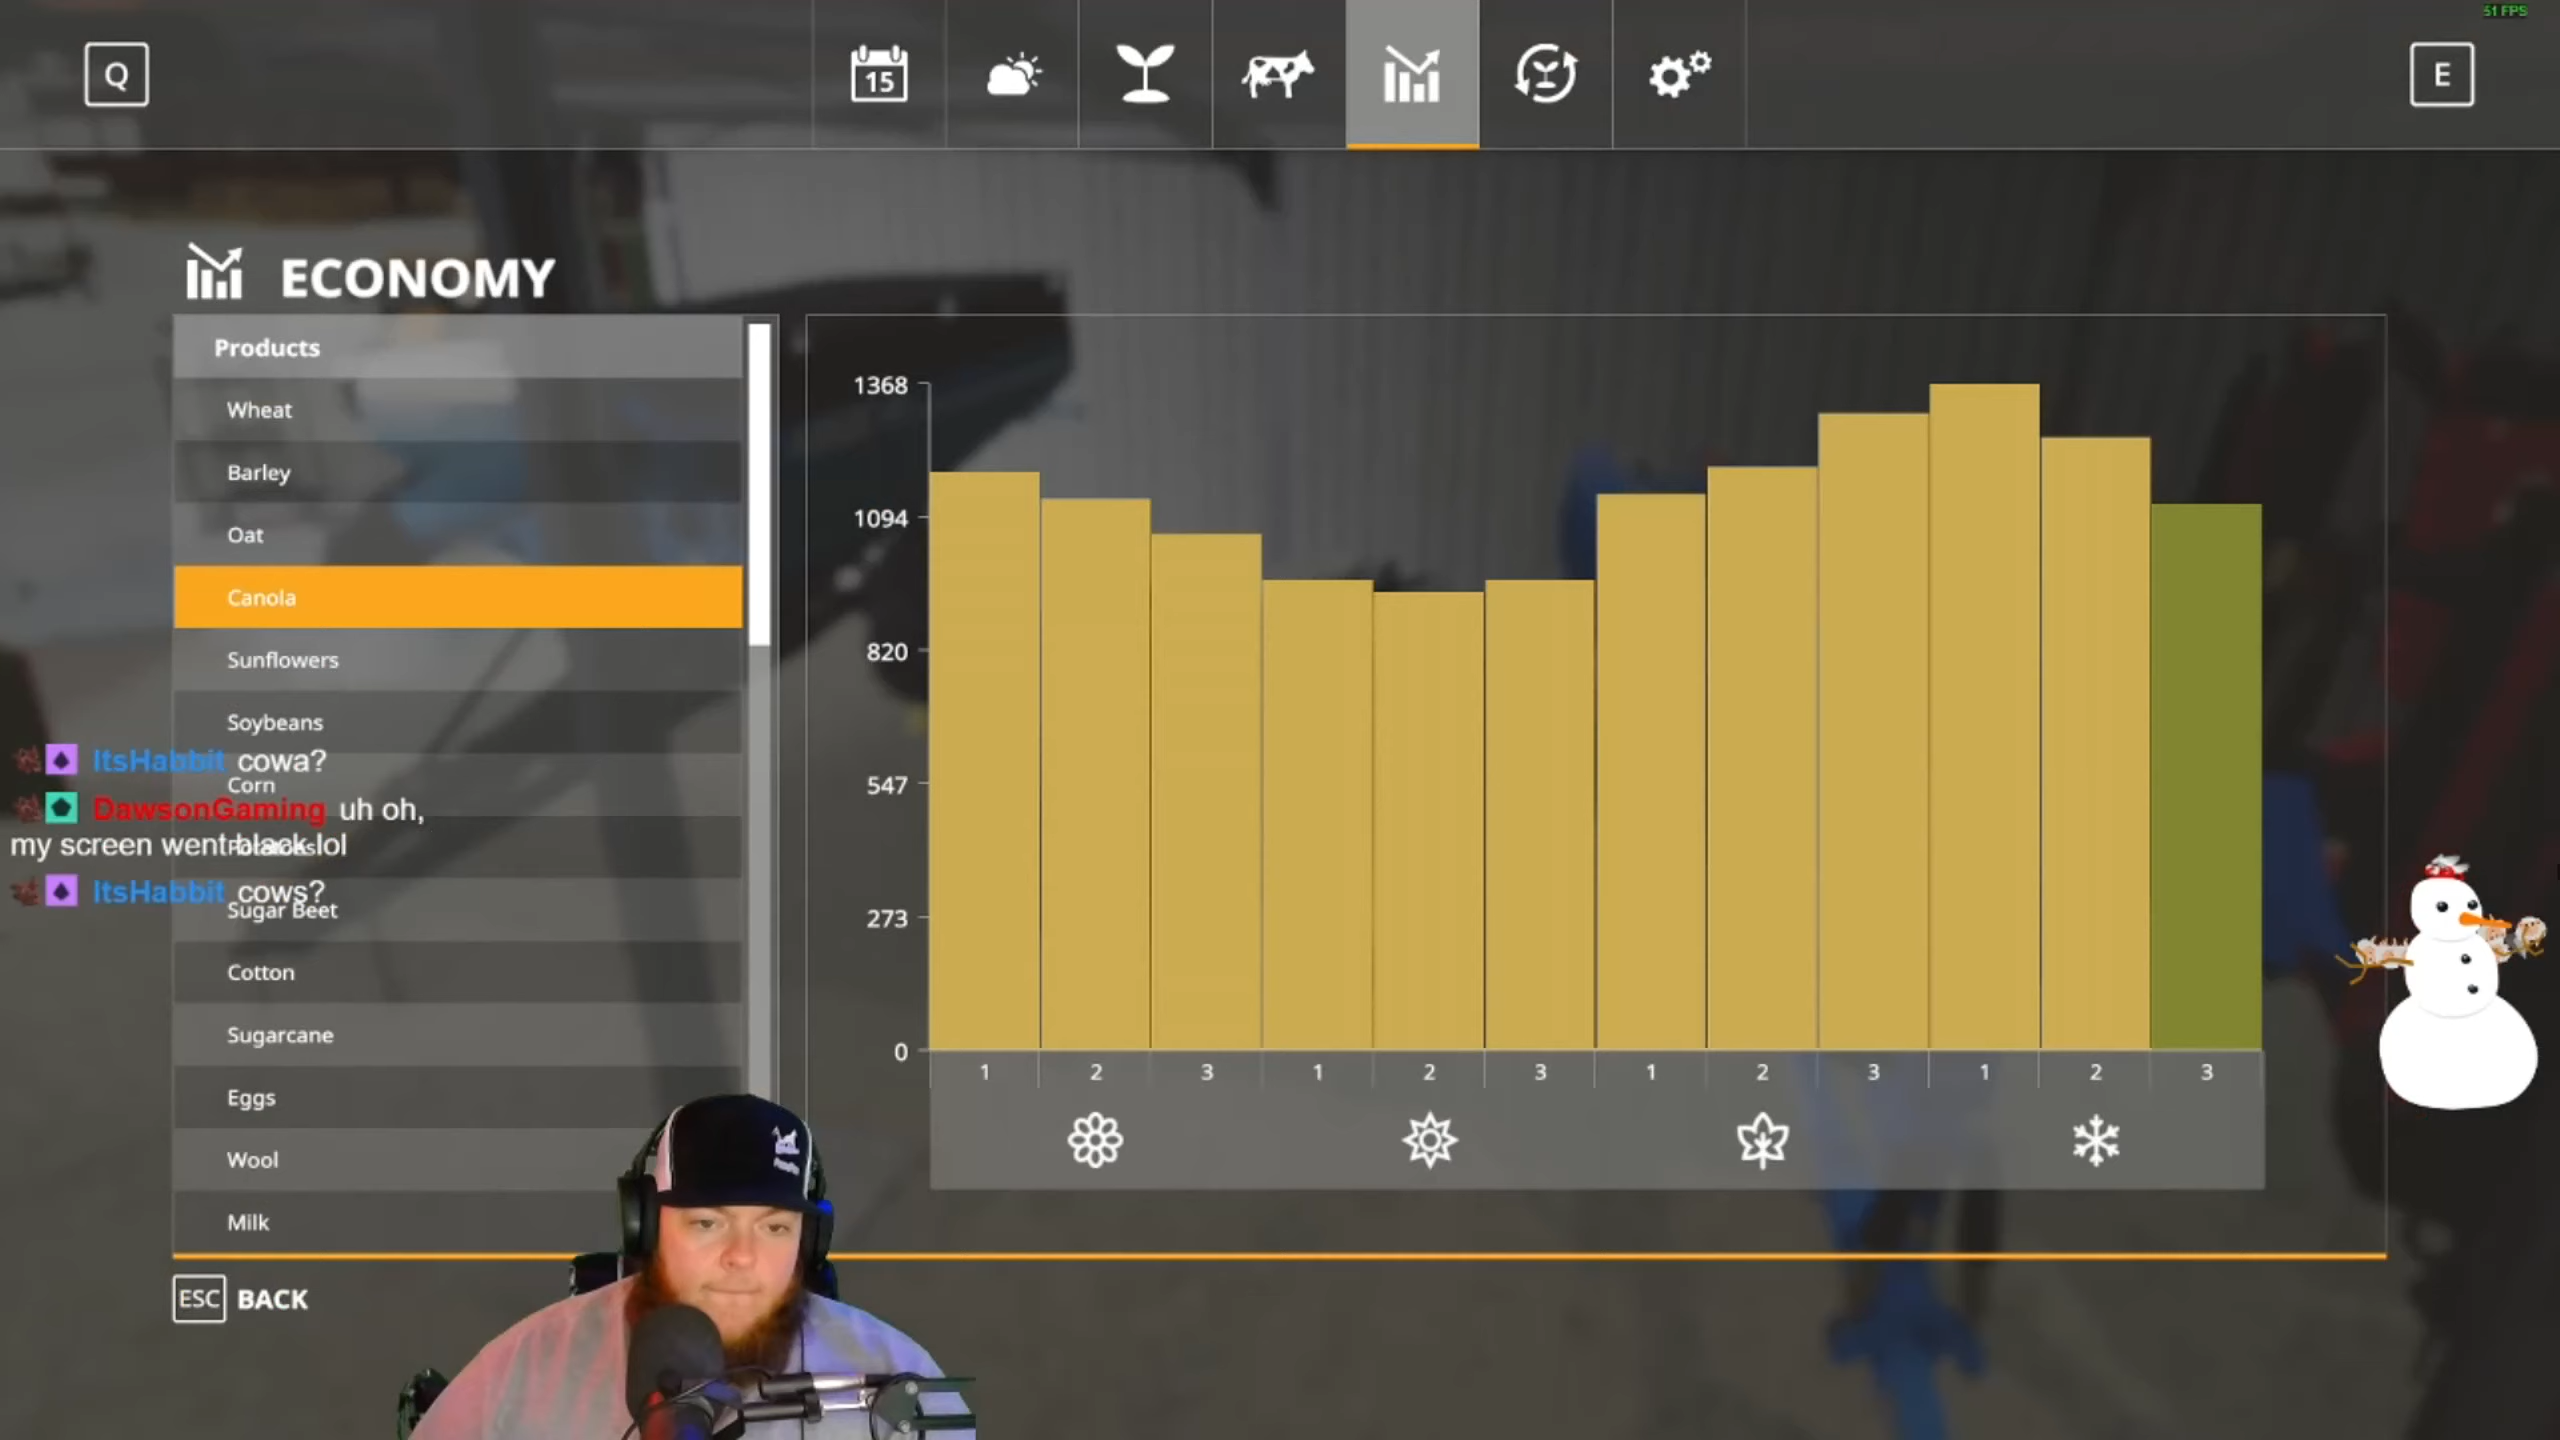 51 FPS
Q
15
E
ECONOMY
Products
Wheat
Barley
Oat
Canola
Sunflowers
Soybeans
ItsHabbit cowa?
Corn
DawsonGaming uh oh,
my screen went black lol
ItsHabbit cows?
Sugar Beet
Cotton
Sugarcane
Eggs
Wool
Milk
1368
1094
820
547
273
0
1 2 3 1 2 3 1 2 3 1 2 3
ESC BACK